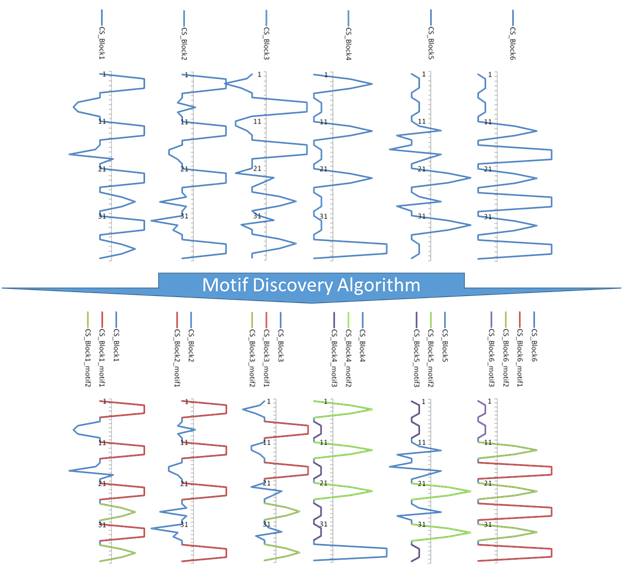 CS_Block1
CS_Block2
CS_Block3
CS_Block4
CS_Block5
CS_Block6
1
11
21
31
1
11
21
31
1
11
21
31
1
11
21
31
1
11
21
31
1
11
21
31
Motif Discovery Algorithm
CS_Block1_motif2
CS_Block1_motif1
CS_Block1
CS_Block2_motif1
CS_Block2
CS_Block3_motif2
CS_Block3_motif1
CS_Block3
CS_Block4_motif3
CS_Block4_motif2
CS_Block4
CS_Block5_motif3
CS_Block5_motif2
CS_Block5
CS_Block6_motif3
CS_Block6_motif2
CS_Block6_motif1
CS_Block6
1
11
21
31
1
11
21
31
1
11
21
31
1
11
21
31
1
11
21
31
1
11
21
31